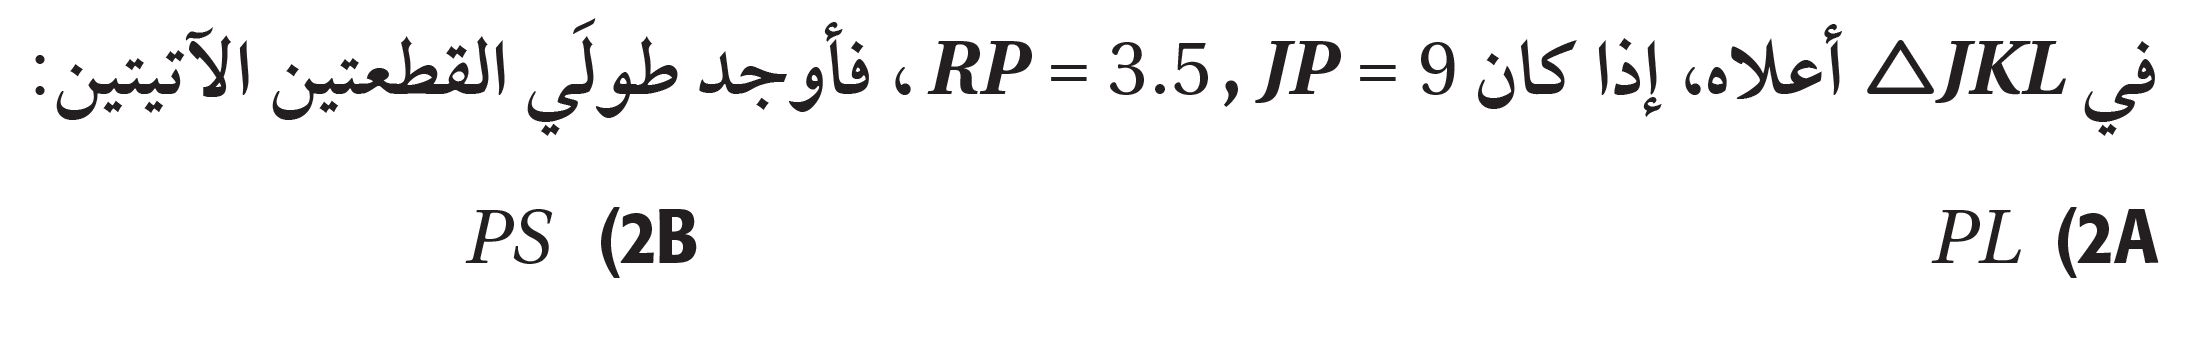 في △JKL أعلاه، إذا كان RP = 3.5 , JP = 9 ، فأوجد طولَي القطعتين الآتيتين:
2A) PL 2B) PS